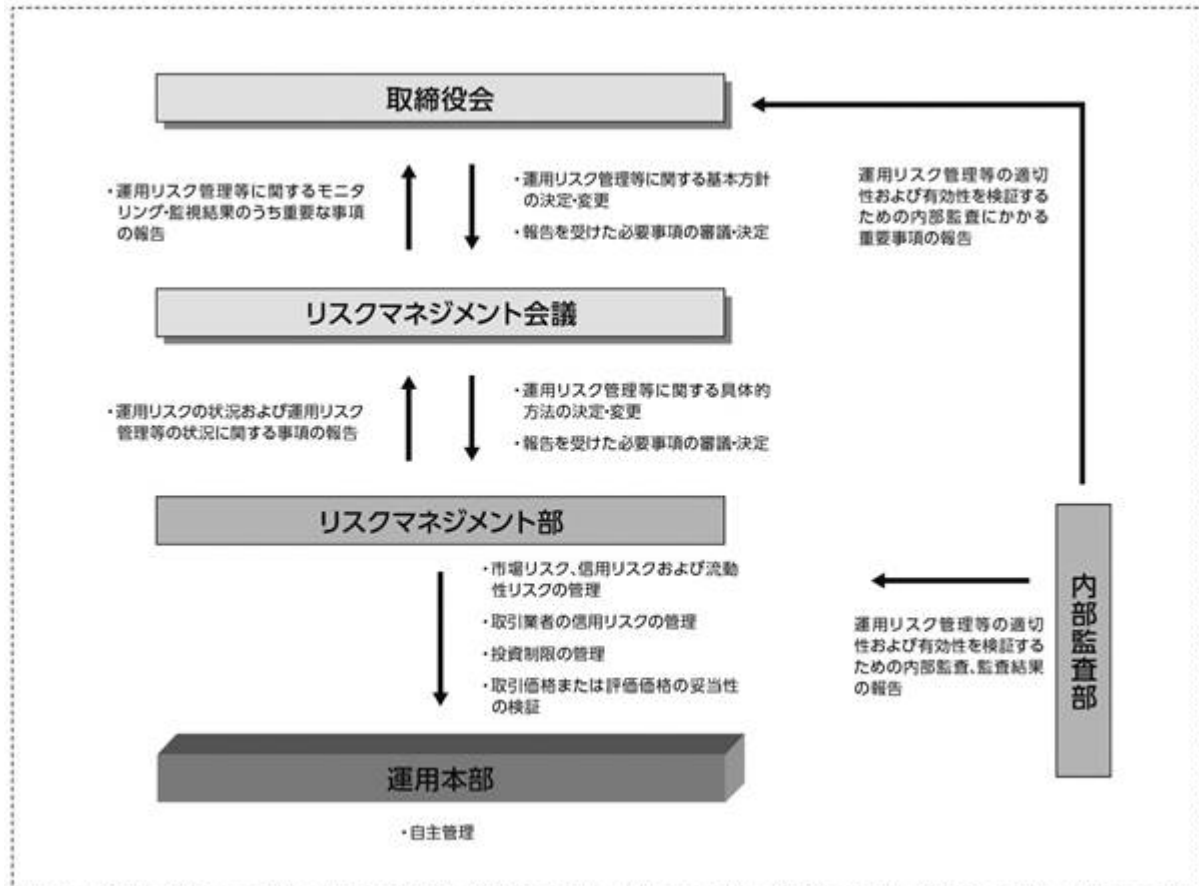 取締役会
・運用リスク管理等に関するモニタ
リング・監視結果のうち重要な事項
の報告
・運用リスク管理等に関する基本方針
の決定・変更
・報告を受けた必要事項の審議・決定
運用リスク管理等の適切
性および有効性を検証する
ための内部監査にかかる
重要事項の報告
リスクマネジメント会議
・運用リスクの状況および運用リスク
管理等の状況に関する事項の報告
・運用リスク管理等に関する具体的
方法の決定・変更
・報告を受けた必要事項の審議・決定
リスクマネジメント部
・市場リスク、信用リスクおよび流動
性リスクの管理
・取引業者の信用リスクの管理
・投資制限の管理
・取引価格または評価価格の妥当性
の検証
運用リスク管理等の適切
性および有効性を検証する
ための内部監査、監査結果
の報告
内部監査部
運用本部
・自主管理